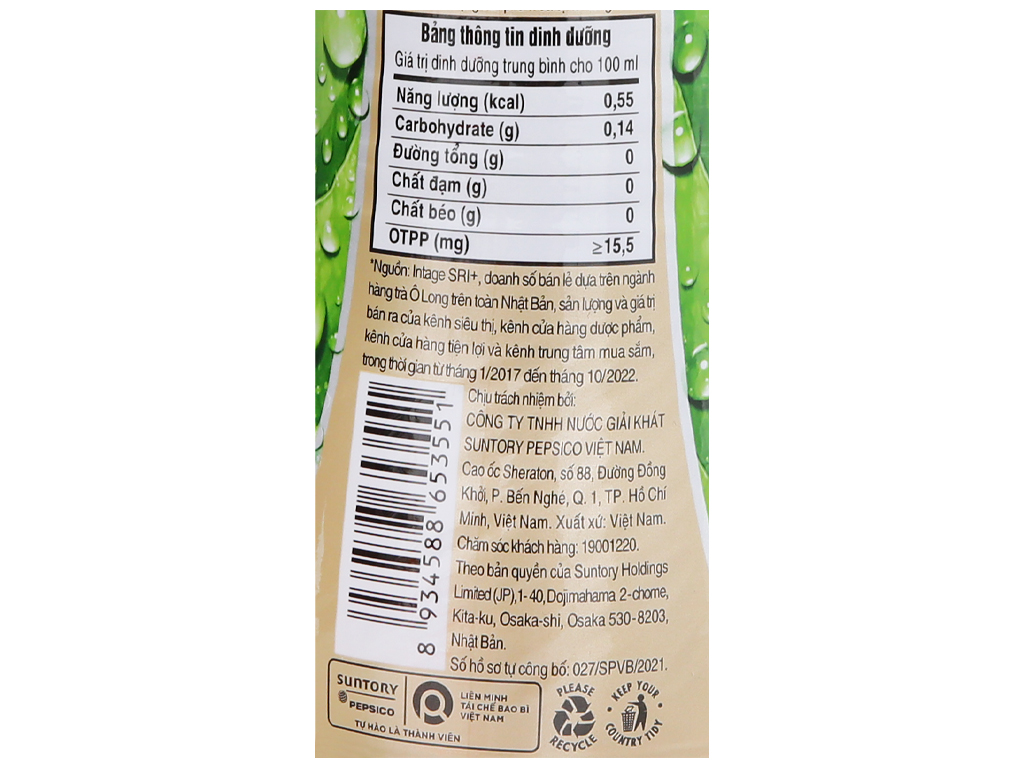 Bảng thông tin dinh dưỡng
Giá trị dinh dưỡng trung bình cho 100 ml
Năng lượng (kcal) 0,55
Carbohydrate (g) 0,14
Đường tổng (g) 0
Chất đạm (g) 0
Chất béo (g) 0
OTPP (mg) ≥15,5
*Nguồn: Intage SRI+, doanh số bán lẻ dựa trên ngành
hàng trà Ô Long trên toàn Nhật Bản, sản lượng và giá trị
bán ra của kênh siêu thị, kênh cửa hàng dược phẩm,
kênh cửa hàng tiện lợi và kênh trung tâm mua sắm,
trong thời gian từ tháng 1/2017 đến tháng 10/2022.
Chịu trách nhiệm bởi:
CÔNG TY TNHH NƯỚC GIẢI KHÁT
SUNTORY PEPSICO VIỆT NAM.
Cao ốc Sheraton, số 88, Đường Đồng
Khởi, P. Bến Nghé, Q. 1, TP. Hồ Chí
Minh, Việt Nam. Xuất xứ: Việt Nam.
Chăm sóc khách hàng: 19001220.
Theo bản quyền của Suntory Holdings
Limited (JP),1-40,Dojimahama 2-chome,
Kita-ku, Osaka-shi, Osaka 530-8203,
Nhật Bản.
Số hồ sơ tự công bố: 027/SPVB/2021.
8 934588 653551
SUNTORY
PEPSICO
LIÊN MINH
TÁI CHẾ BAO BÌ
VIỆT NAM
TỰ HÀO LÀ THÀNH VIÊN
PLEASE
RECYCLE
KEEP YOUR
COUNTRY TIDY